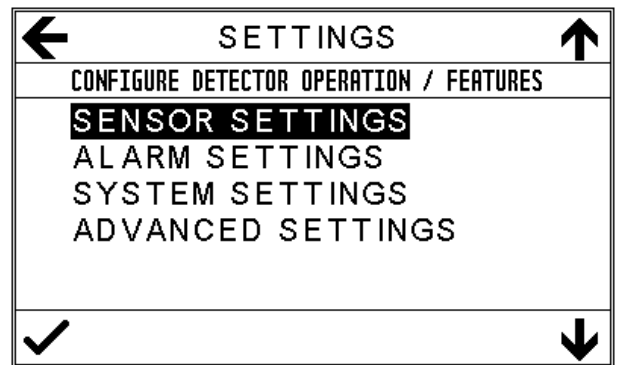 SETTINGS
CONFIGURE DETECTOR OPERATION / FEATURES
SENSOR SETTINGS
ALARM SETTINGS
SYSTEM SETTINGS
ADVANCED SETTINGS